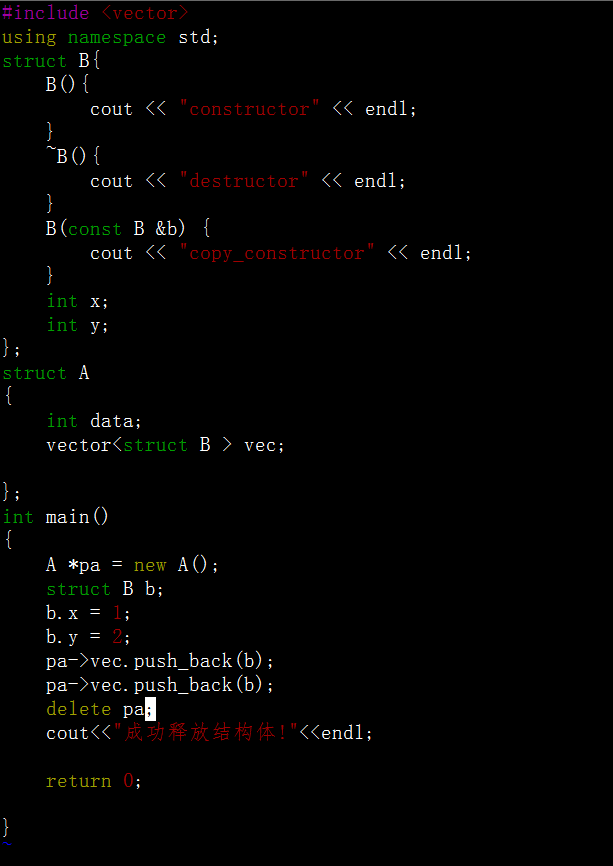 #include <vector>
using namespace std;
struct B{
    B(){
        cout << "constructor" << endl;
    }
    ~B(){
        cout << "destructor" << endl;
    }
    B(const B &b) {
        cout << "copy_constructor" << endl;
    }
    int x;
    int y;
};
struct A
{
    int data;
    vector<struct B > vec;
};
int main()
{
    A *pa = new A();
    struct B b;
    b.x = 1;
    b.y = 2;
    pa->vec.push_back(b);
    pa->vec.push_back(b);
    delete pa;
    cout<<"成功释放结构体!"<<endl;
    return 0;
}
~